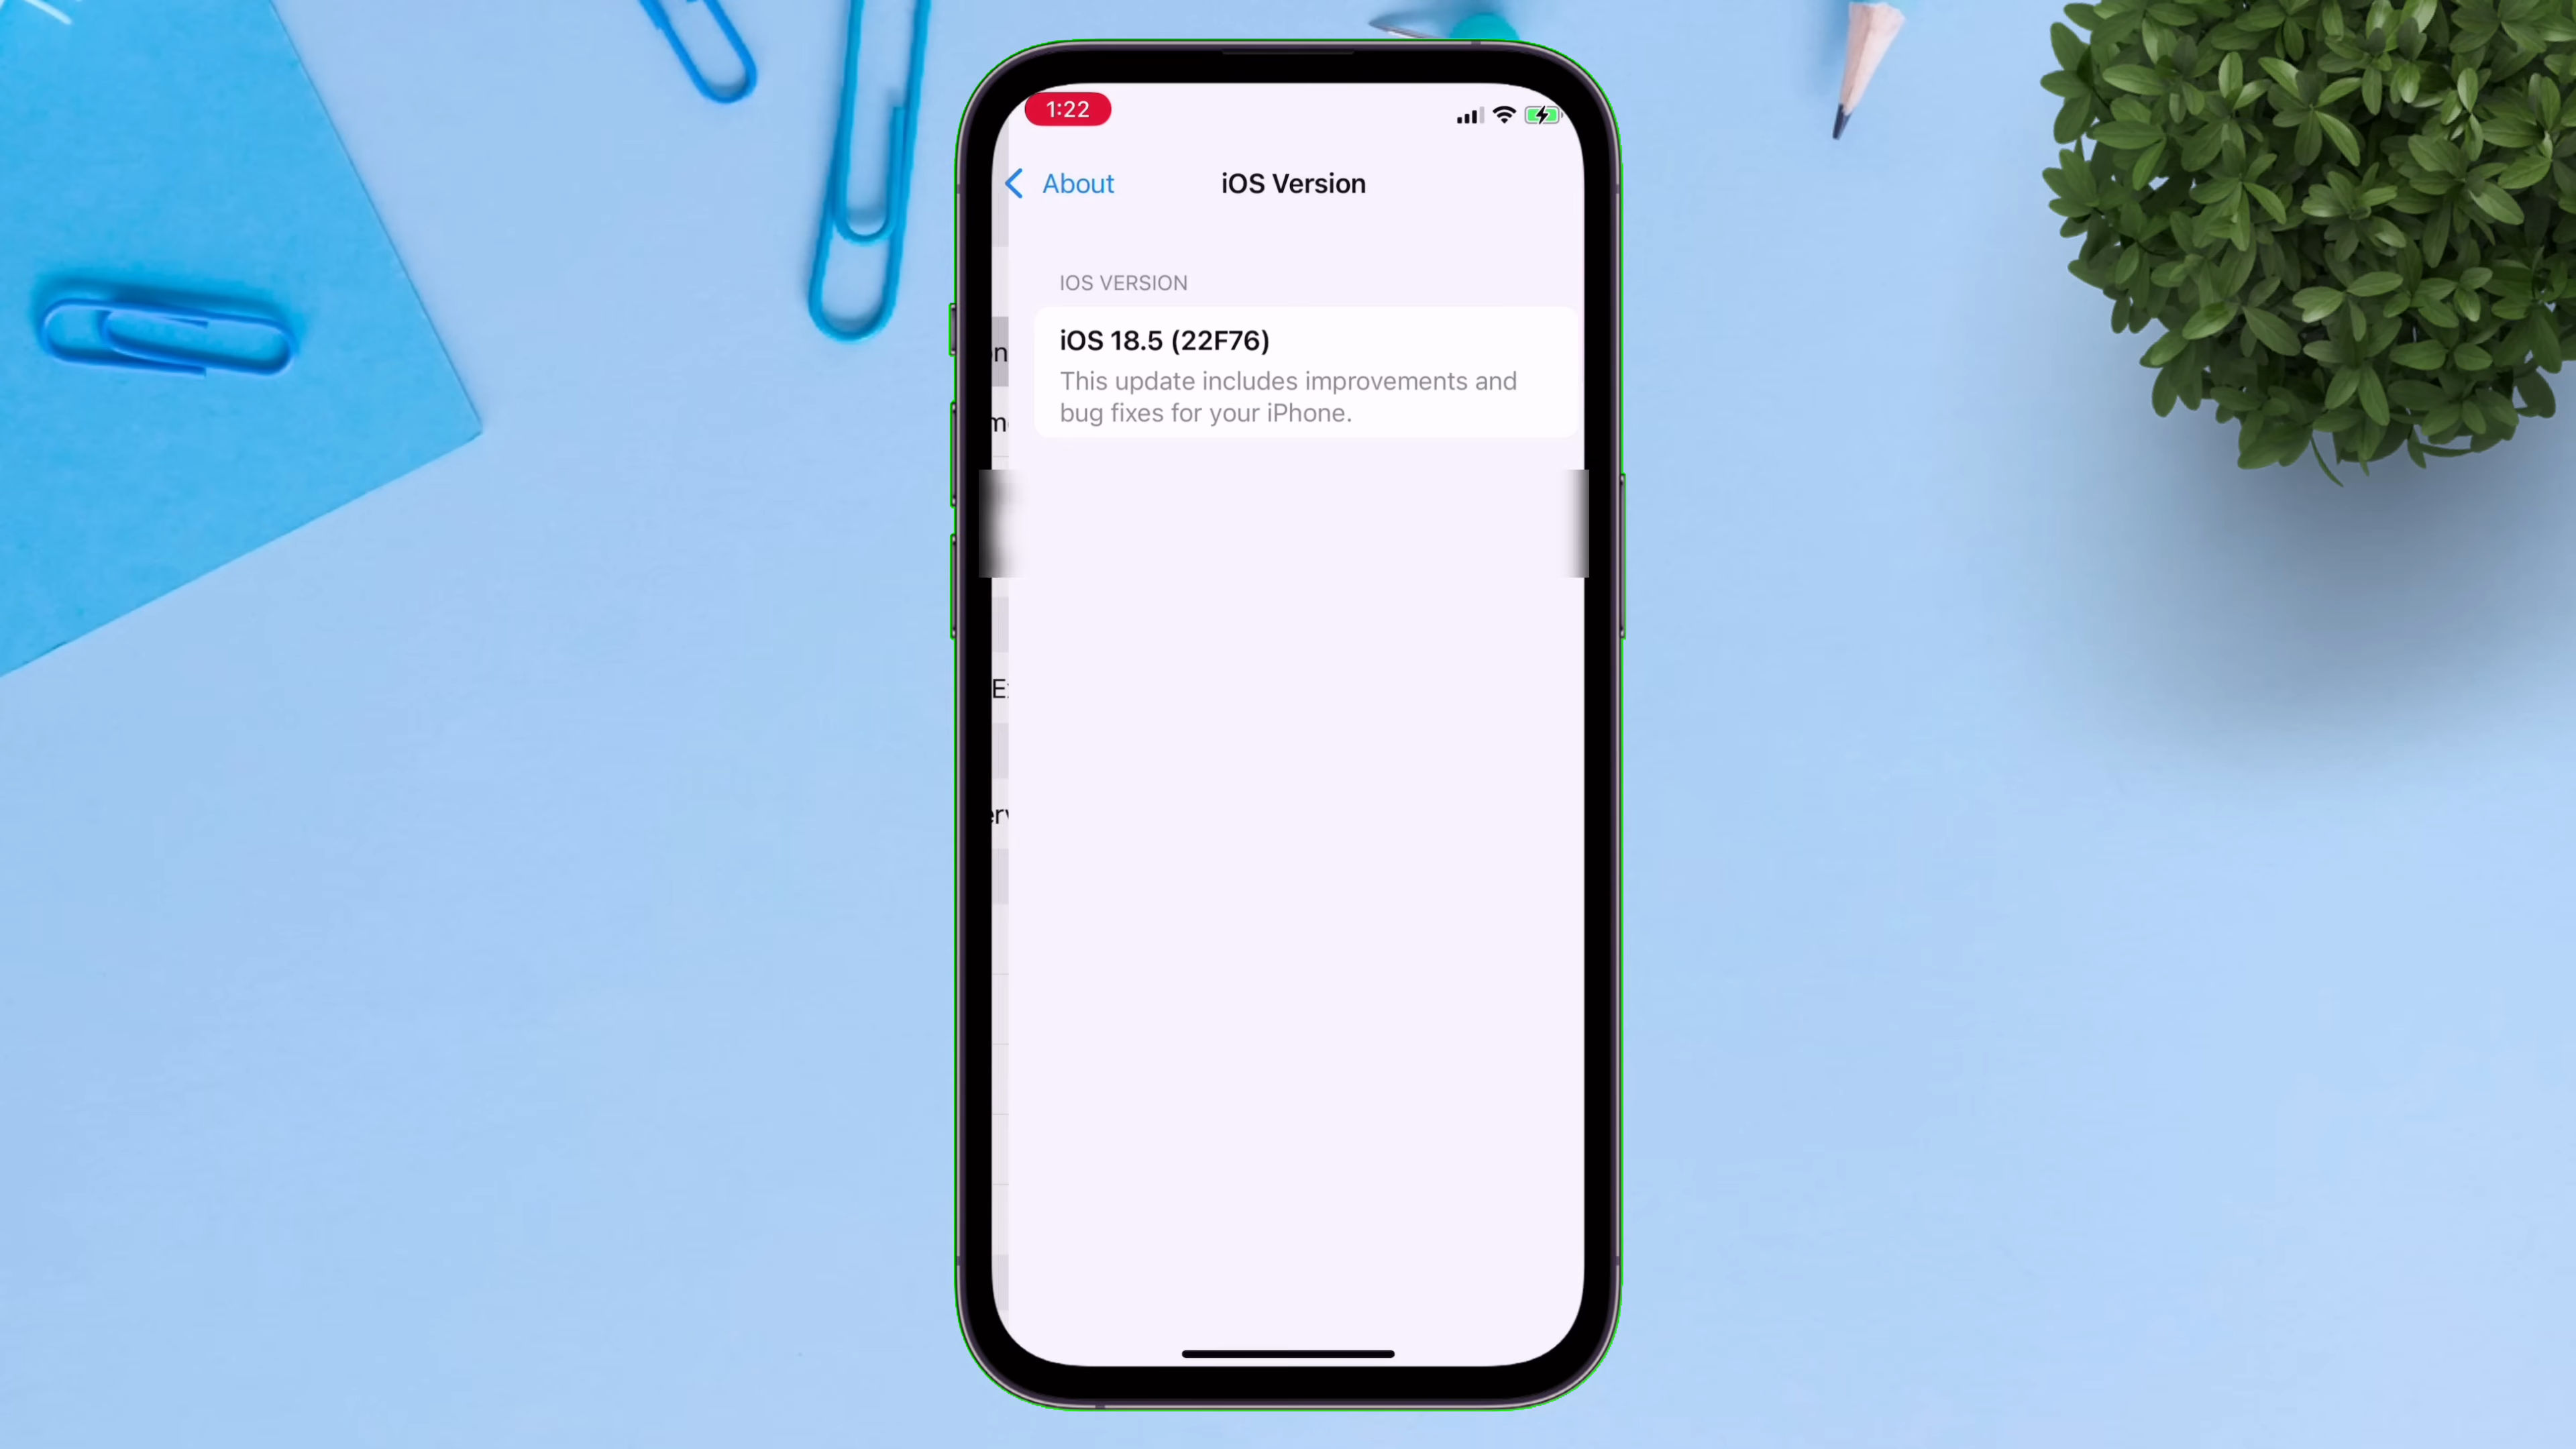 1:22
About
iOS Version
IOS VERSION
iOS 18.5 (22F76)
This update includes improvements and
bug fixes for your iPhone.